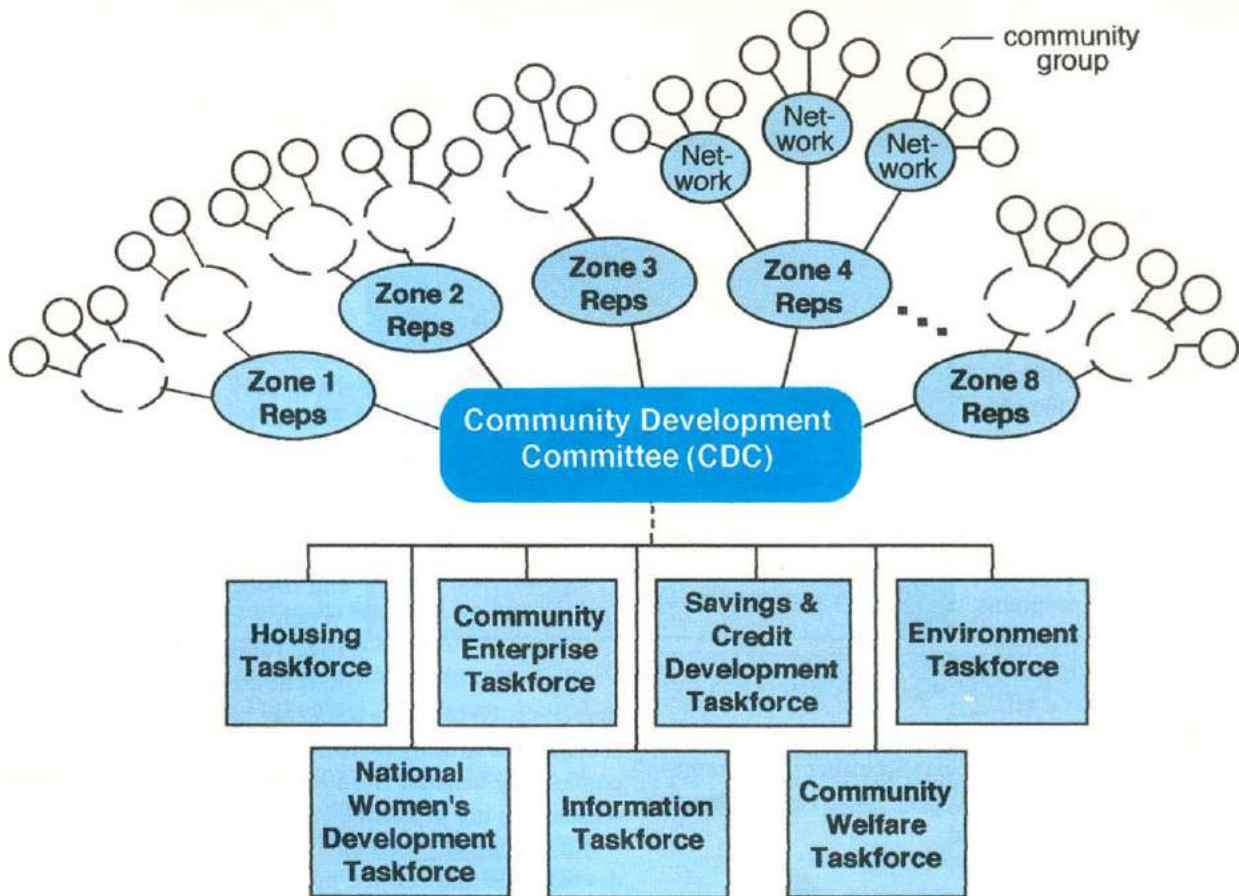 community
group
Net-
work
Net-
work
Net-
work
Zone 1
Reps
Zone 2
Reps
Zone 3
Reps
Zone 4
Reps
Zone 8
Reps
Community Development
Committee (CDC)
Housing
Taskforce
Community
Enterprise
Taskforce
Savings &
Credit
Development
Taskforce
Environment
Taskforce
National
Women's
Development
Taskforce
Information
Taskforce
Community
Welfare
Taskforce